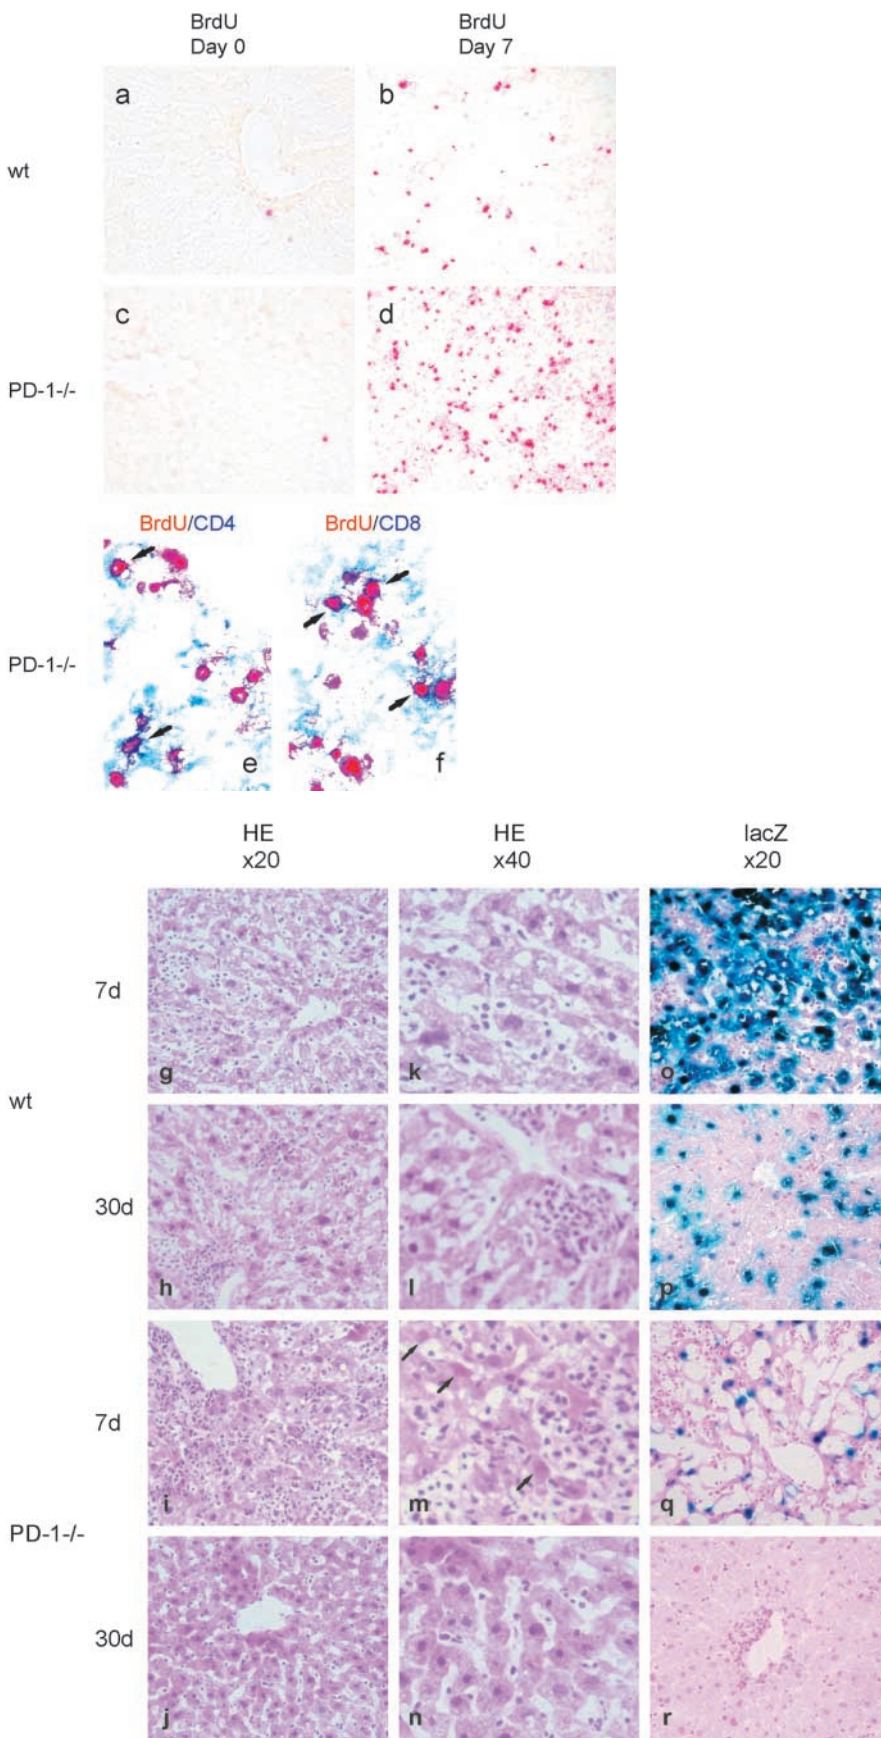 BrdU
Day 0
BrdU
Day 7
wt
a
b
PD-1-/-
c
d
BrdU/CD4
BrdU/CD8
PD-1-/-
e
f
HE
x20
HE
x40
lacZ
x20
wt
7d
g
k
o
30d
h
l
p
PD-1-/-
7d
i
m
q
30d
j
n
r